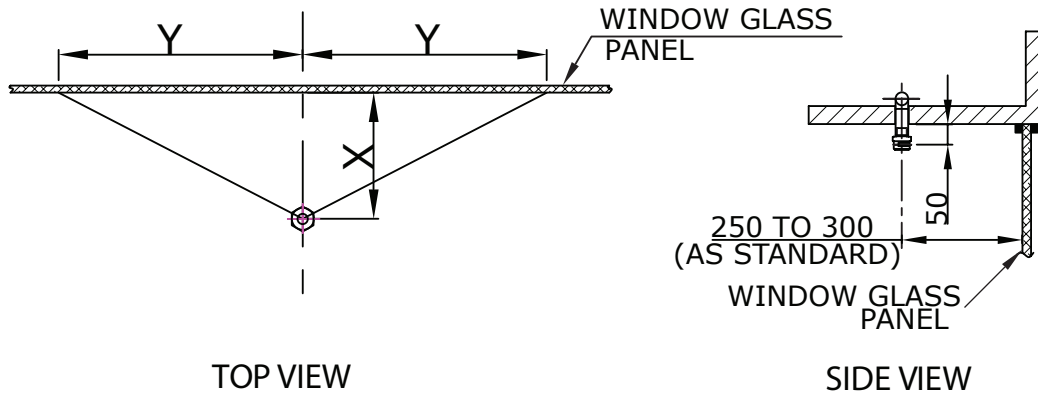 Y
Y
WINDOW GLASS
PANEL
X
TOP VIEW
50
250 TO 300
(AS STANDARD)
WINDOW GLASS
PANEL
SIDE VIEW